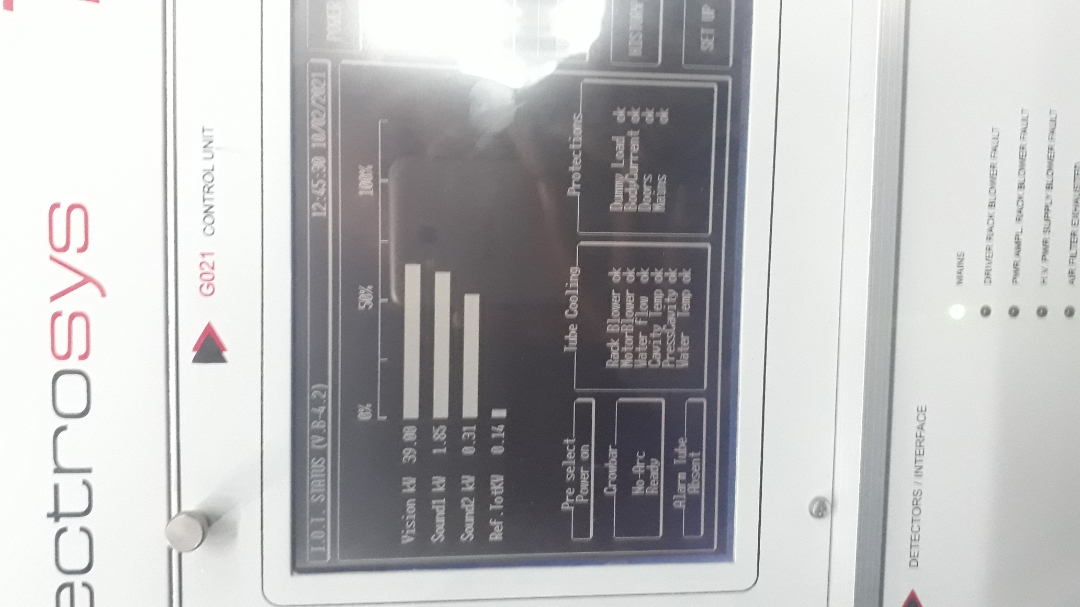 ectrosys
G021 CONTROL UNIT
I.O.T. STATUS (V.B-4.2) 12:45:30 10/02/2021
POWER
0% 50% 100%
Vision kW 39.00
Sound1 kW 1.85
Sound2 kW 0.31
Ref.TotKW 0.14
Pre select
Power on
Crowbar
No-Arc
Ready
Alarm Tube
Absent
Tube Cooling
Rack Blower ok
MotorBlower ok
Water flow ok
Cavity Temp ok
PressCavity ok
Water Temp ok
Protections
Dummy Load ok
BodyCurrent ok
Doors ok
Mains ok
HISTORY
SET UP
DETECTORS / INTERFACE
MAINS
DRIVER RACK BLOWER FAULT
PWR AMPL. RACK BLOWER FAULT
H.V. PWR SUPPLY BLOWER FAULT
AIR FILTER EXHAUSTED